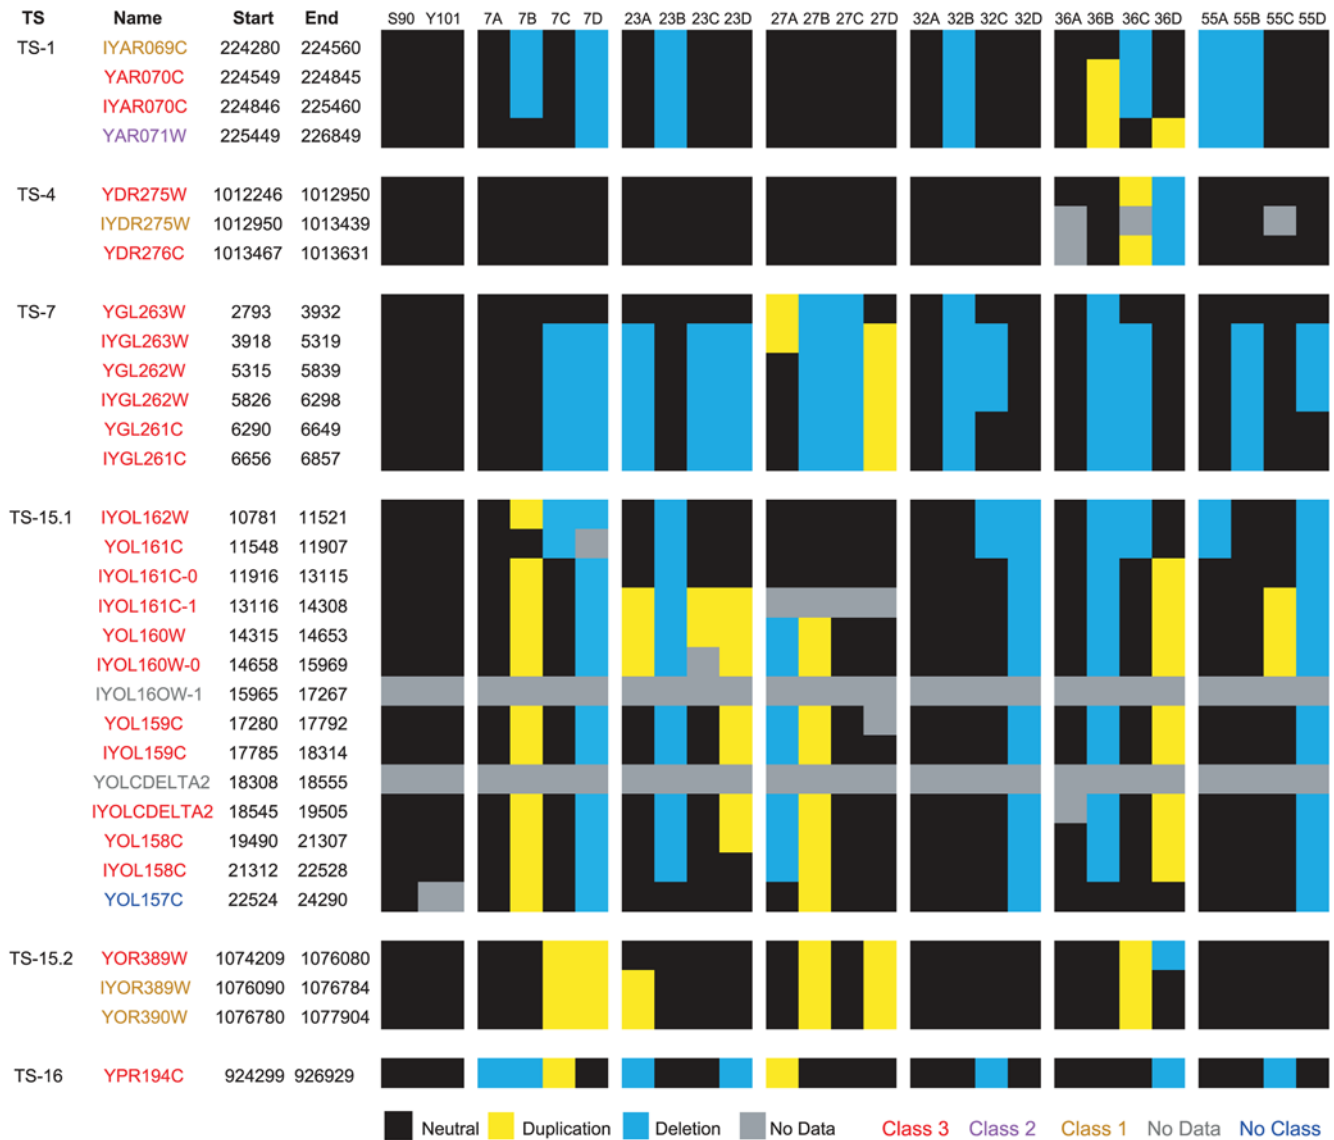 TS Name Start End S90 Y101 7A 7B 7C 7D 23A 23B 23C 23D 27A 27B 27C 27D 32A 32B 32C 32D 36A 36B 36C 36D 55A 55B 55C 55D
TS-1 IYAR069C 224280 224560
YAR070C 224549 224845
IYAR070C 224846 225460
YAR071W 225449 226849
TS-4 YDR275W 1012246 1012950
IYDR275W 1012950 1013439
YDR276C 1013467 1013631
TS-7 YGL263W 2793 3932
IYGL263W 3918 5319
YGL262W 5315 5839
IYGL262W 5826 6298
YGL261C 6290 6649
IYGL261C 6656 6857
TS-15.1 IYOL162W 10781 11521
YOL161C 11548 11907
IYOL161C-0 11916 13115
IYOL161C-1 13116 14308
YOL160W 14315 14653
IYOL160W-0 14658 15969
IYOL16OW-1 15965 17267
YOL159C 17280 17792
IYOL159C 17785 18314
YOLCDELTA2 18308 18555
IYOLCDELTA2 18545 19505
YOL158C 19490 21307
IYOL158C 21312 22528
YOL157C 22524 24290
TS-15.2 YOR389W 1074209 1076080
IYOR389W 1076090 1076784
YOR390W 1076780 1077904
TS-16 YPR194C 924299 926929
Neutral Duplication Deletion No Data Class 3 Class 2 Class 1 No Data No Class